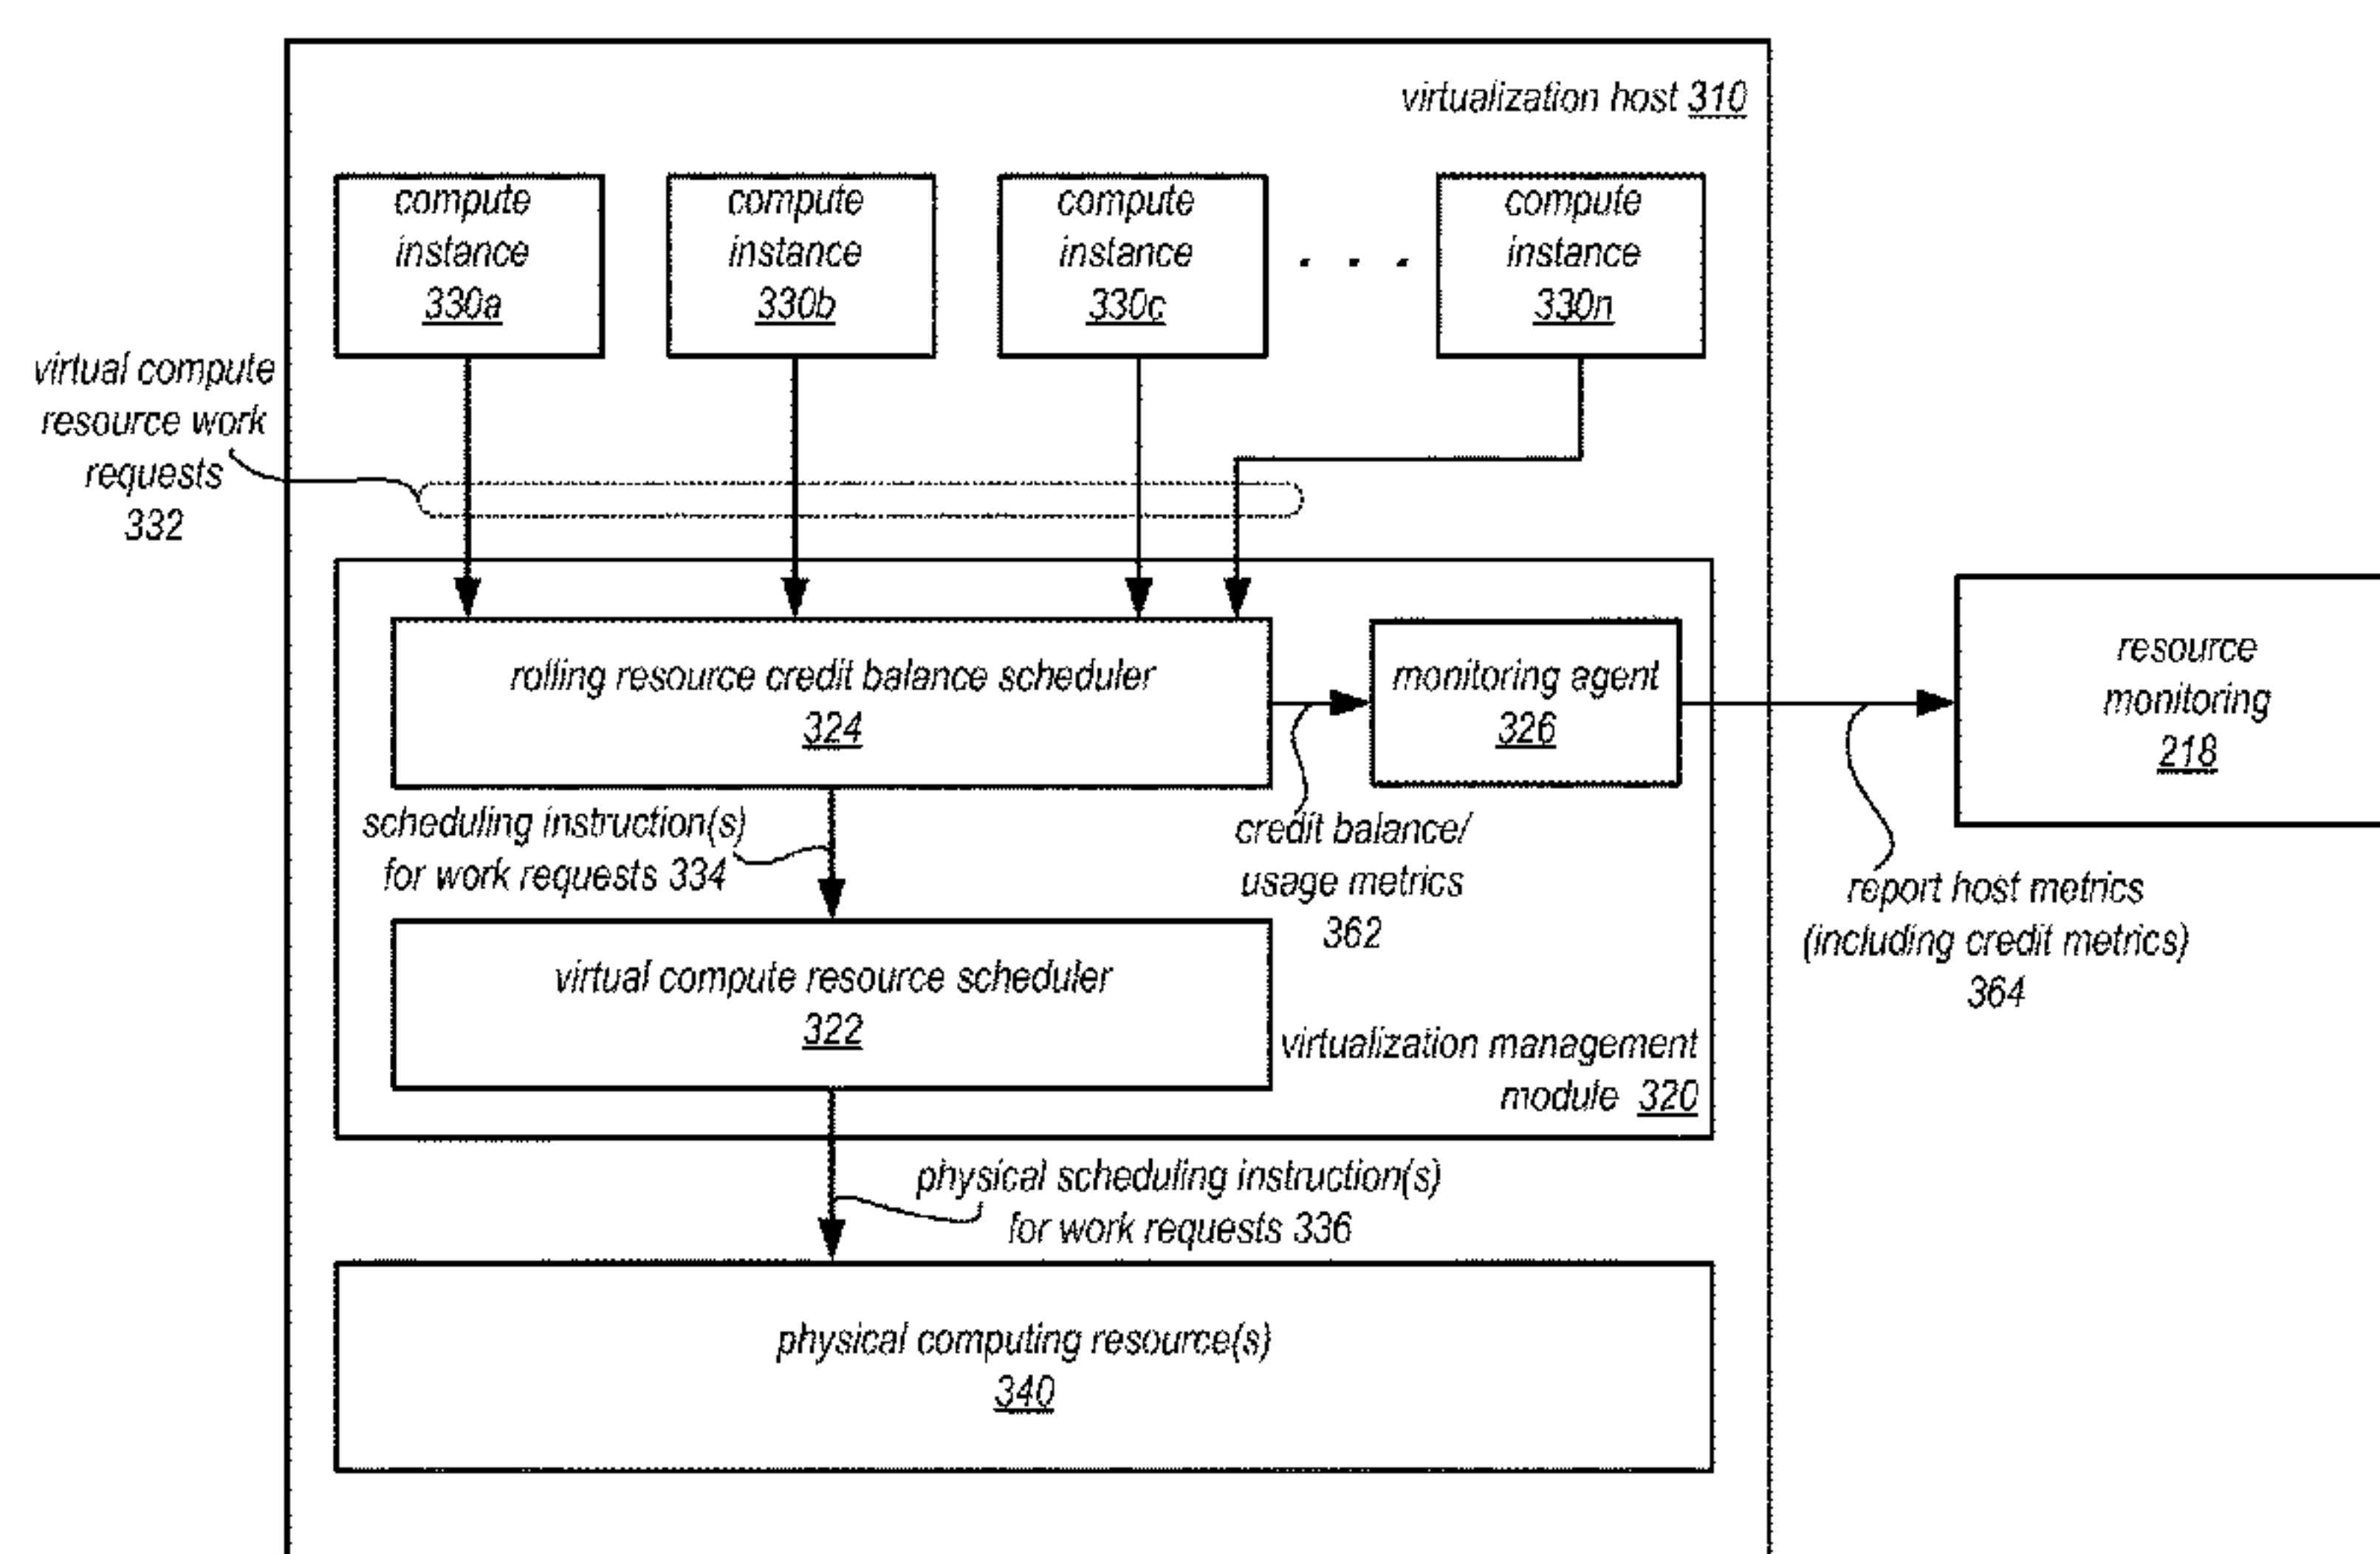 virtualization host 310
compute
instance
330a
compute
instance
330b
compute
instance
330c
. . .
compute
instance
330n
virtual compute
resource work
requests
332
rolling resource credit balance scheduler
324
monitoring agent
326
resource
monitoring
218
scheduling instruction(s)
for work requests 334
credit balance/
usage metrics
362
report host metrics
(including credit metrics)
364
virtual compute resource scheduler
322
virtualization management
module 320
physical scheduling instruction(s)
for work requests 336
physical computing resource(s)
340